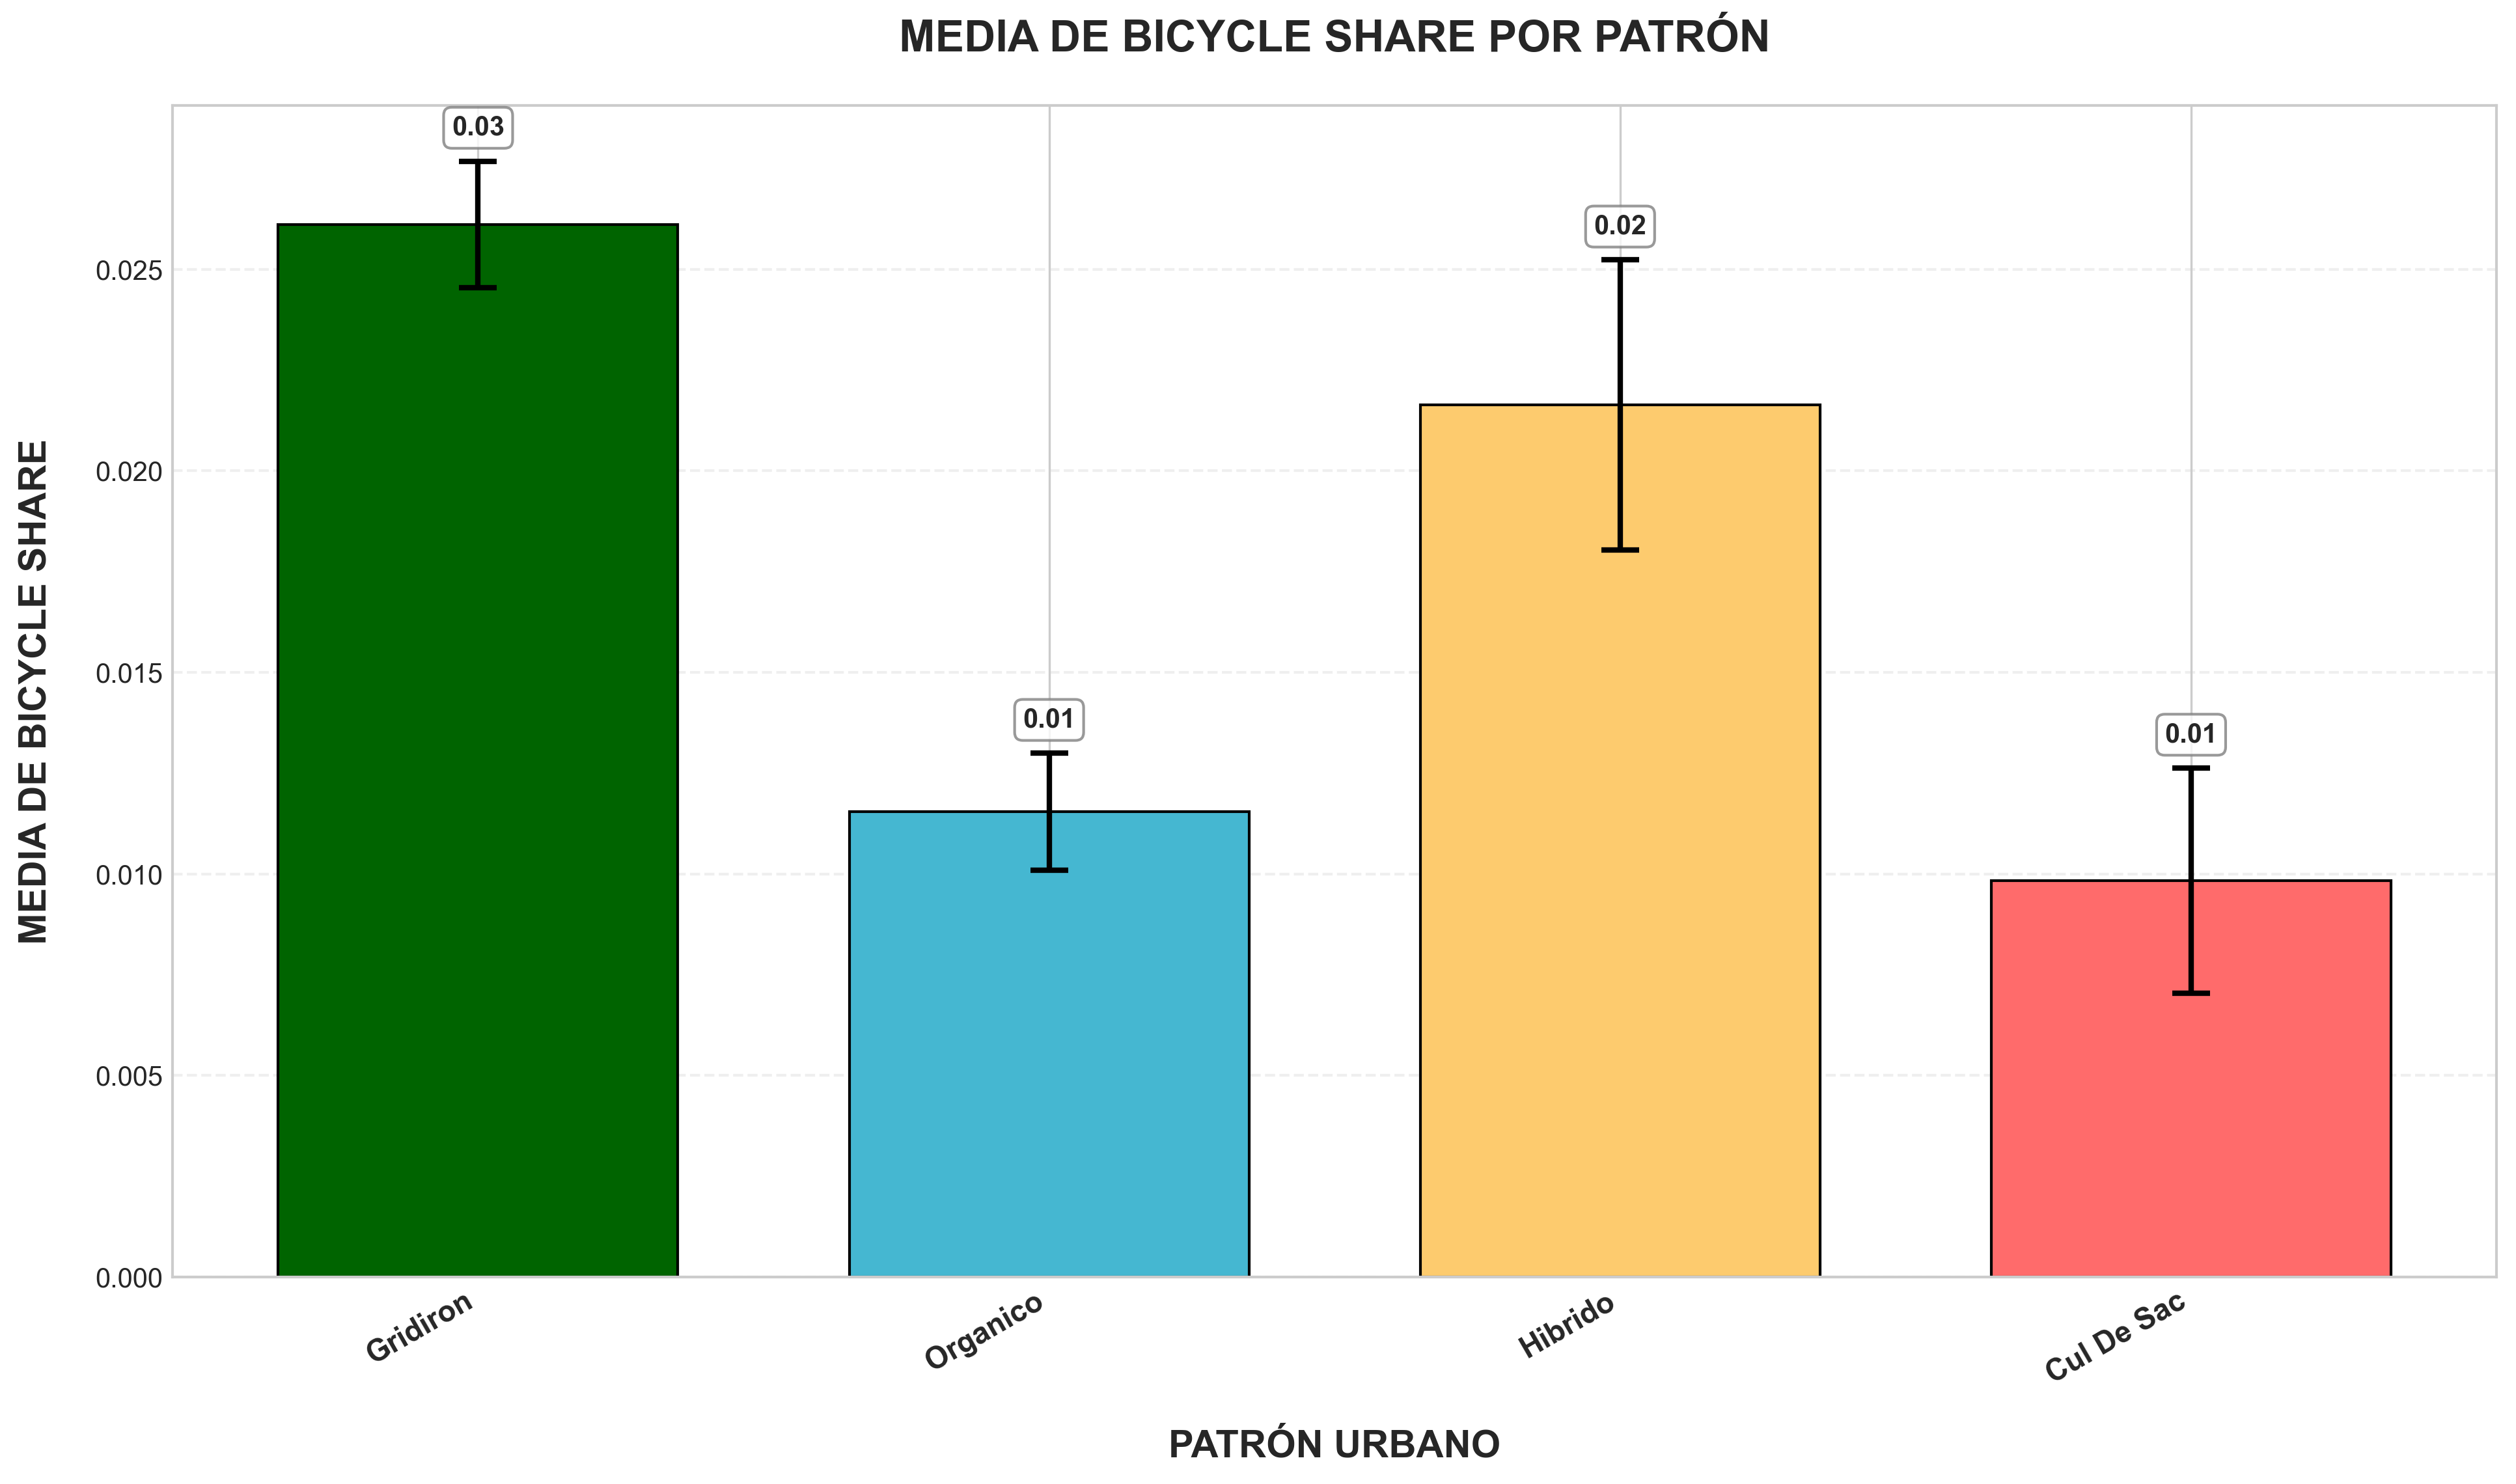 MEDIA DE BICYCLE SHARE POR PATRÓN
MEDIA DE BICYCLE SHARE
0.025
0.020
0.015
0.010
0.005
0.000
0.03
0.01
0.02
0.01
Gridiron
Organico
Hibrido
Cul De Sac
PATRÓN URBANO